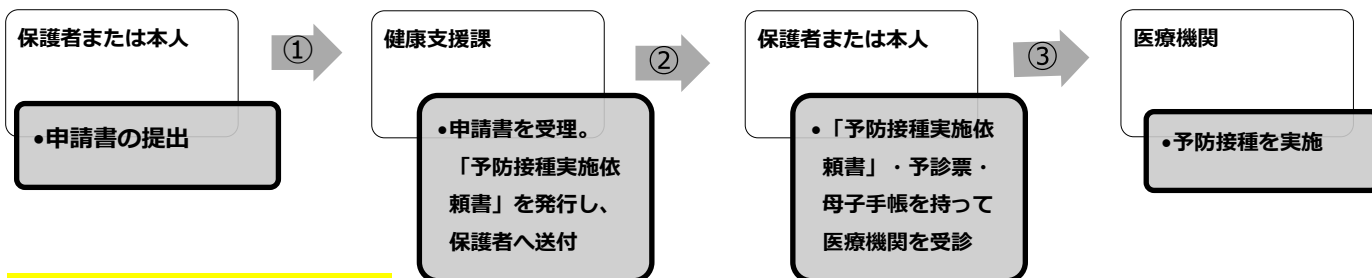 保護者または本人
•申請書の提出
①
健康支援課
•申請書を受理。
「予防接種実施依
頼書」を発行し、
保護者へ送付
②
保護者または本人
•「予防接種実施依
頼書」・予診票・
母子手帳を持って
医療機関を受診
③
医療機関
•予防接種を実施